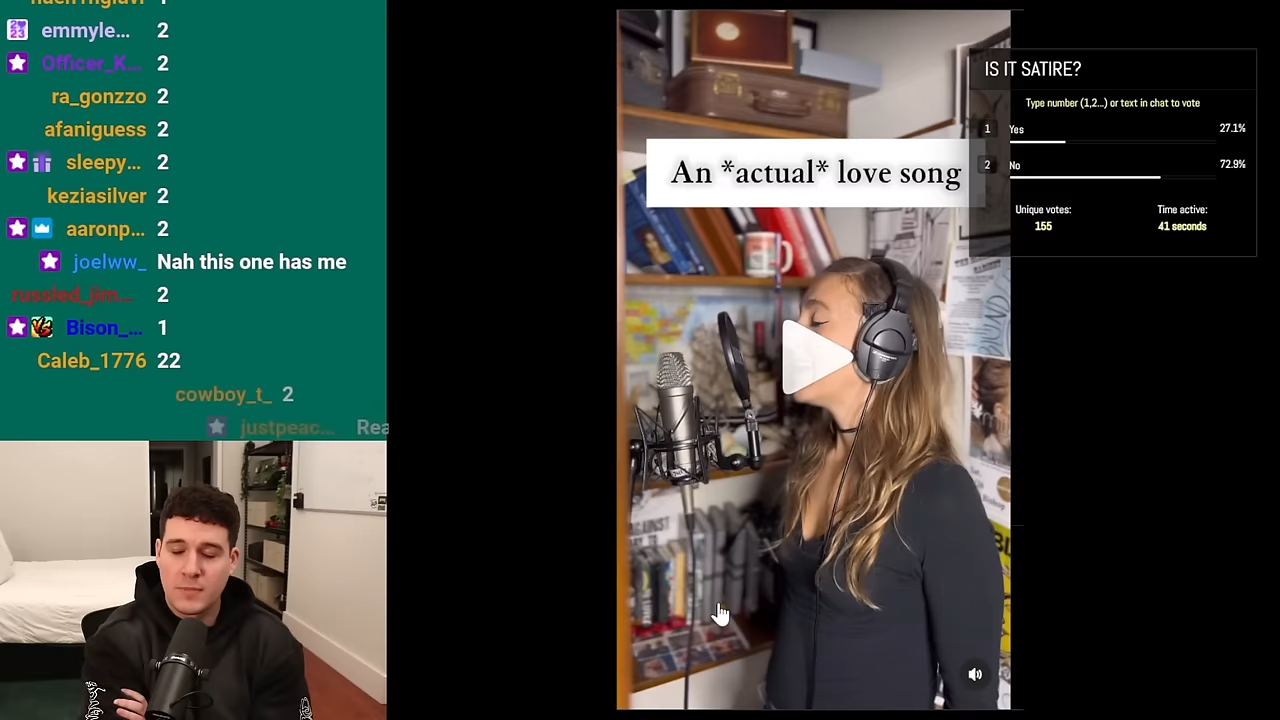 emmyle... 2
Officer_K... 2
ra_gonzzo 2
afaniguess 2
sleepy... 2
keziasilver 2
aaronp... 2
joelww_ Nah this one has me
russled_jim... 2
Bison_... 1
Caleb_1776 22
cowboy_t_ 2
justpeac... Rea
An *actual* love song
IS IT SATIRE?
Type number (1,2...) or text in chat to vote
1 Yes 27.1%
2 No 72.9%
Unique votes: Time active:
155 41 seconds